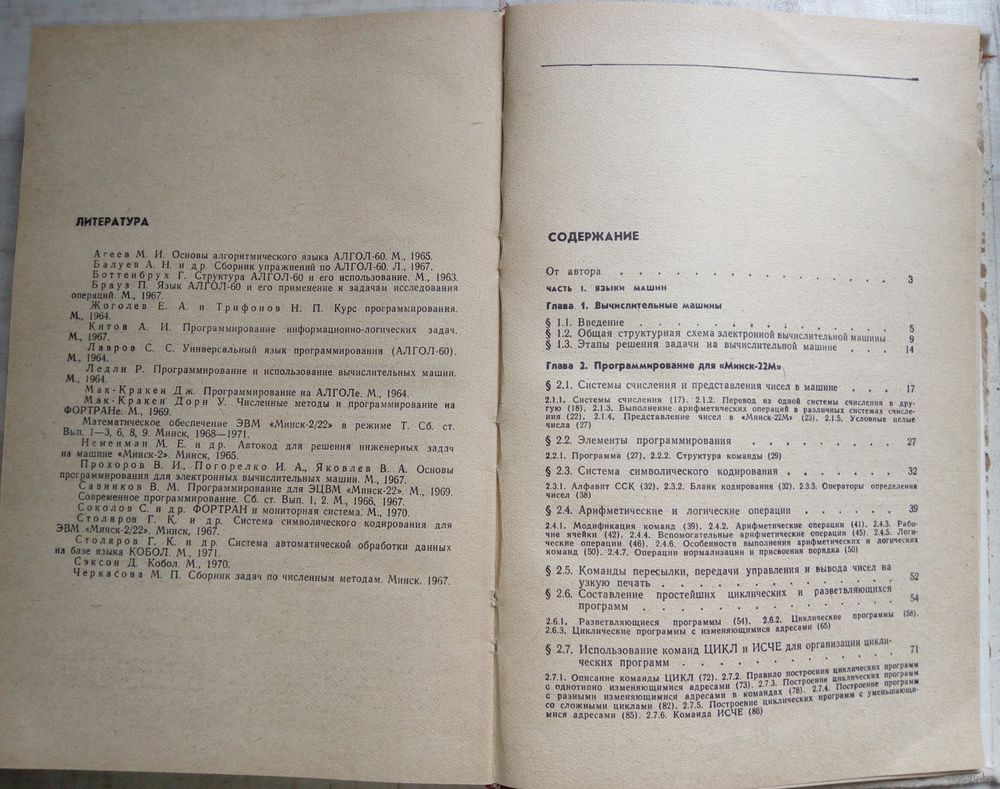 ЛИТЕРАТУРА
Агеев М. И. Основы алгоритмического языка АЛГОЛ-60. М., 1965.
Балуев А. Н. и др. Сборник упражнений по АЛГОЛ-60. Л., 1967.
Боттенбрух Г. Структура АЛГОЛ-60 и его использование. М., 1963.
Брауз П. Язык АЛГОЛ-60 и его применение к задачам исследования
операций. М., 1967.
Жоголев Е. А. и Трифонов Н. П. Курс программирования.
М., 1964.
Китов А. И. Программирование информационно-логических задач.
М., 1967.
Лавров С. С. Универсальный язык программирования (АЛГОЛ-60).
М., 1964.
Ледли Р. Программирование и использование вычислительных машин.
М., 1964.
Мак-Кракен Дж. Программирование на АЛГОЛе. М., 1964.
Мак-Кракен Дорн У. Численные методы и программирование на
ФОРТРАНе. М., 1969.
Математическое обеспечение ЭВМ «Минск-2/22» в режиме Т. Сб. ст.
Вып. 1—3, 6, 8, 9. Минск, 1968—1971.
Неменман М. Е. и др. Автокод для решения инженерных задач
на машине «Минск-2». Минск, 1965.
Прохоров В. И., Погорелко И. А., Яковлев В. А. Основы
программирования для электронных вычислительных машин. М., 1967.
Савинков В. М. Программирование для ЭЦВМ «Минск-22». М., 1969.
Современное программирование. Сб. ст. Вып. 1, 2. М., 1966, 1967.
Соколов С. и др. ФОРТРАН и мониторная система. М., 1970.
Столяров Г. К. и др. Система символического кодирования для
ЭВМ «Минск-2/22». Минск, 1967.
Столяров Г. К. и др. Система автоматической обработки данных
на базе языка КОБОЛ. М., 1971.
Сэксон Д. Кобол. М., 1970.
Черкасова М. П. Сборник задач по численным методам. Минск. 1967.
СОДЕРЖАНИЕ
От автора . . . . . . . . . . . . 3
ЧАСТЬ I. ЯЗЫКИ МАШИН
Глава 1. Вычислительные машины
§ 1.1. Введение . . . . . . . . . . . . 5
§ 1.2. Общая структурная схема электронной вычислительной машины 9
§ 1.3. Этапы решения задачи на вычислительной машине . . . 14
Глава 2. Программирование для «Минск-22М»
§ 2.1. Системы счисления и представления чисел в машине . . . 17
2.1.1. Системы счисления (17). 2.1.2. Перевод из одной системы счисления в дру-
гую (18). 2.1.3. Выполнение арифметических операций в различных системах счисле-
ния (22). 2.1.4. Представление чисел в «Минск-22М» (23). 2.1.5. Условные целые
числа (27)
§ 2.2. Элементы программирования . . . . . . . . 27
2.2.1. Программа (27), 2.2.2. Структура команды (29)
§ 2.3. Система символического кодирования . . . . . . 32
2.3.1. Алфавит ССК (32). 2.3.2. Бланк кодирования (32). 2.3.3. Операторы определения
чисел (38)
§ 2.4. Арифметические и логические операции . . . . . 39
2.4.1. Модификация команд (39). 2.4.2. Арифметические операции (41). 2.4.3. Рабо-
чие ячейки (42). 2.4.4. Вспомогательные арифметические операции (45). 2.4.5. Логи-
ческие операции (46). 2.4.6. Особенности выполнения арифметических и логических
команд (50). 2.4.7. Операции нормализации и присвоения порядка (50)
§ 2.5. Команды пересылки, передачи управления и вывода чисел на
узкую печать . . . . . . . . . . . . 52
§ 2.6. Составление простейших циклических и разветвляющихся
программ . . . . . . . . . . . . 54
2.6.1. Разветвляющиеся программы (54). 2.6.2. Циклические программы (58).
2.6.3. Циклические программы с изменяющимися адресами (65)
§ 2.7. Использование команд ЦИКЛ и ИСЧЕ для организации цикли-
ческих программ . . . . . . . . . . 71
2.7.1. Описание команды ЦИКЛ (72). 2.7.2. Правило построения циклических программ
с однотипно изменяющимися адресами (73). 2.7.3. Построение циклических программ
с разными изменяющимися адресами в командах (78). 2.7.4. Построение программ
со сложными циклами (82). 2.7.5. Построение циклических программ с уменьшающи-
мися адресами (85). 2.7.6. Команда ИСЧЕ (86)